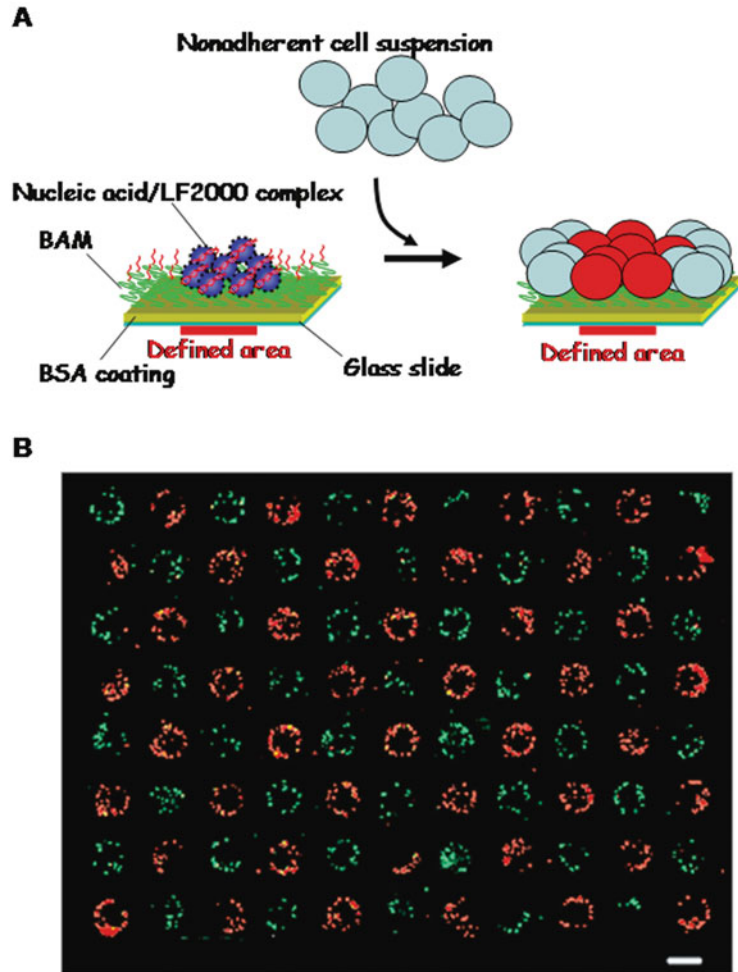 A
Nonadherent cell suspension
Nucleic acid/LF2000 complex
BAM
Defined area
BSA coating
Glass slide
Defined area
B